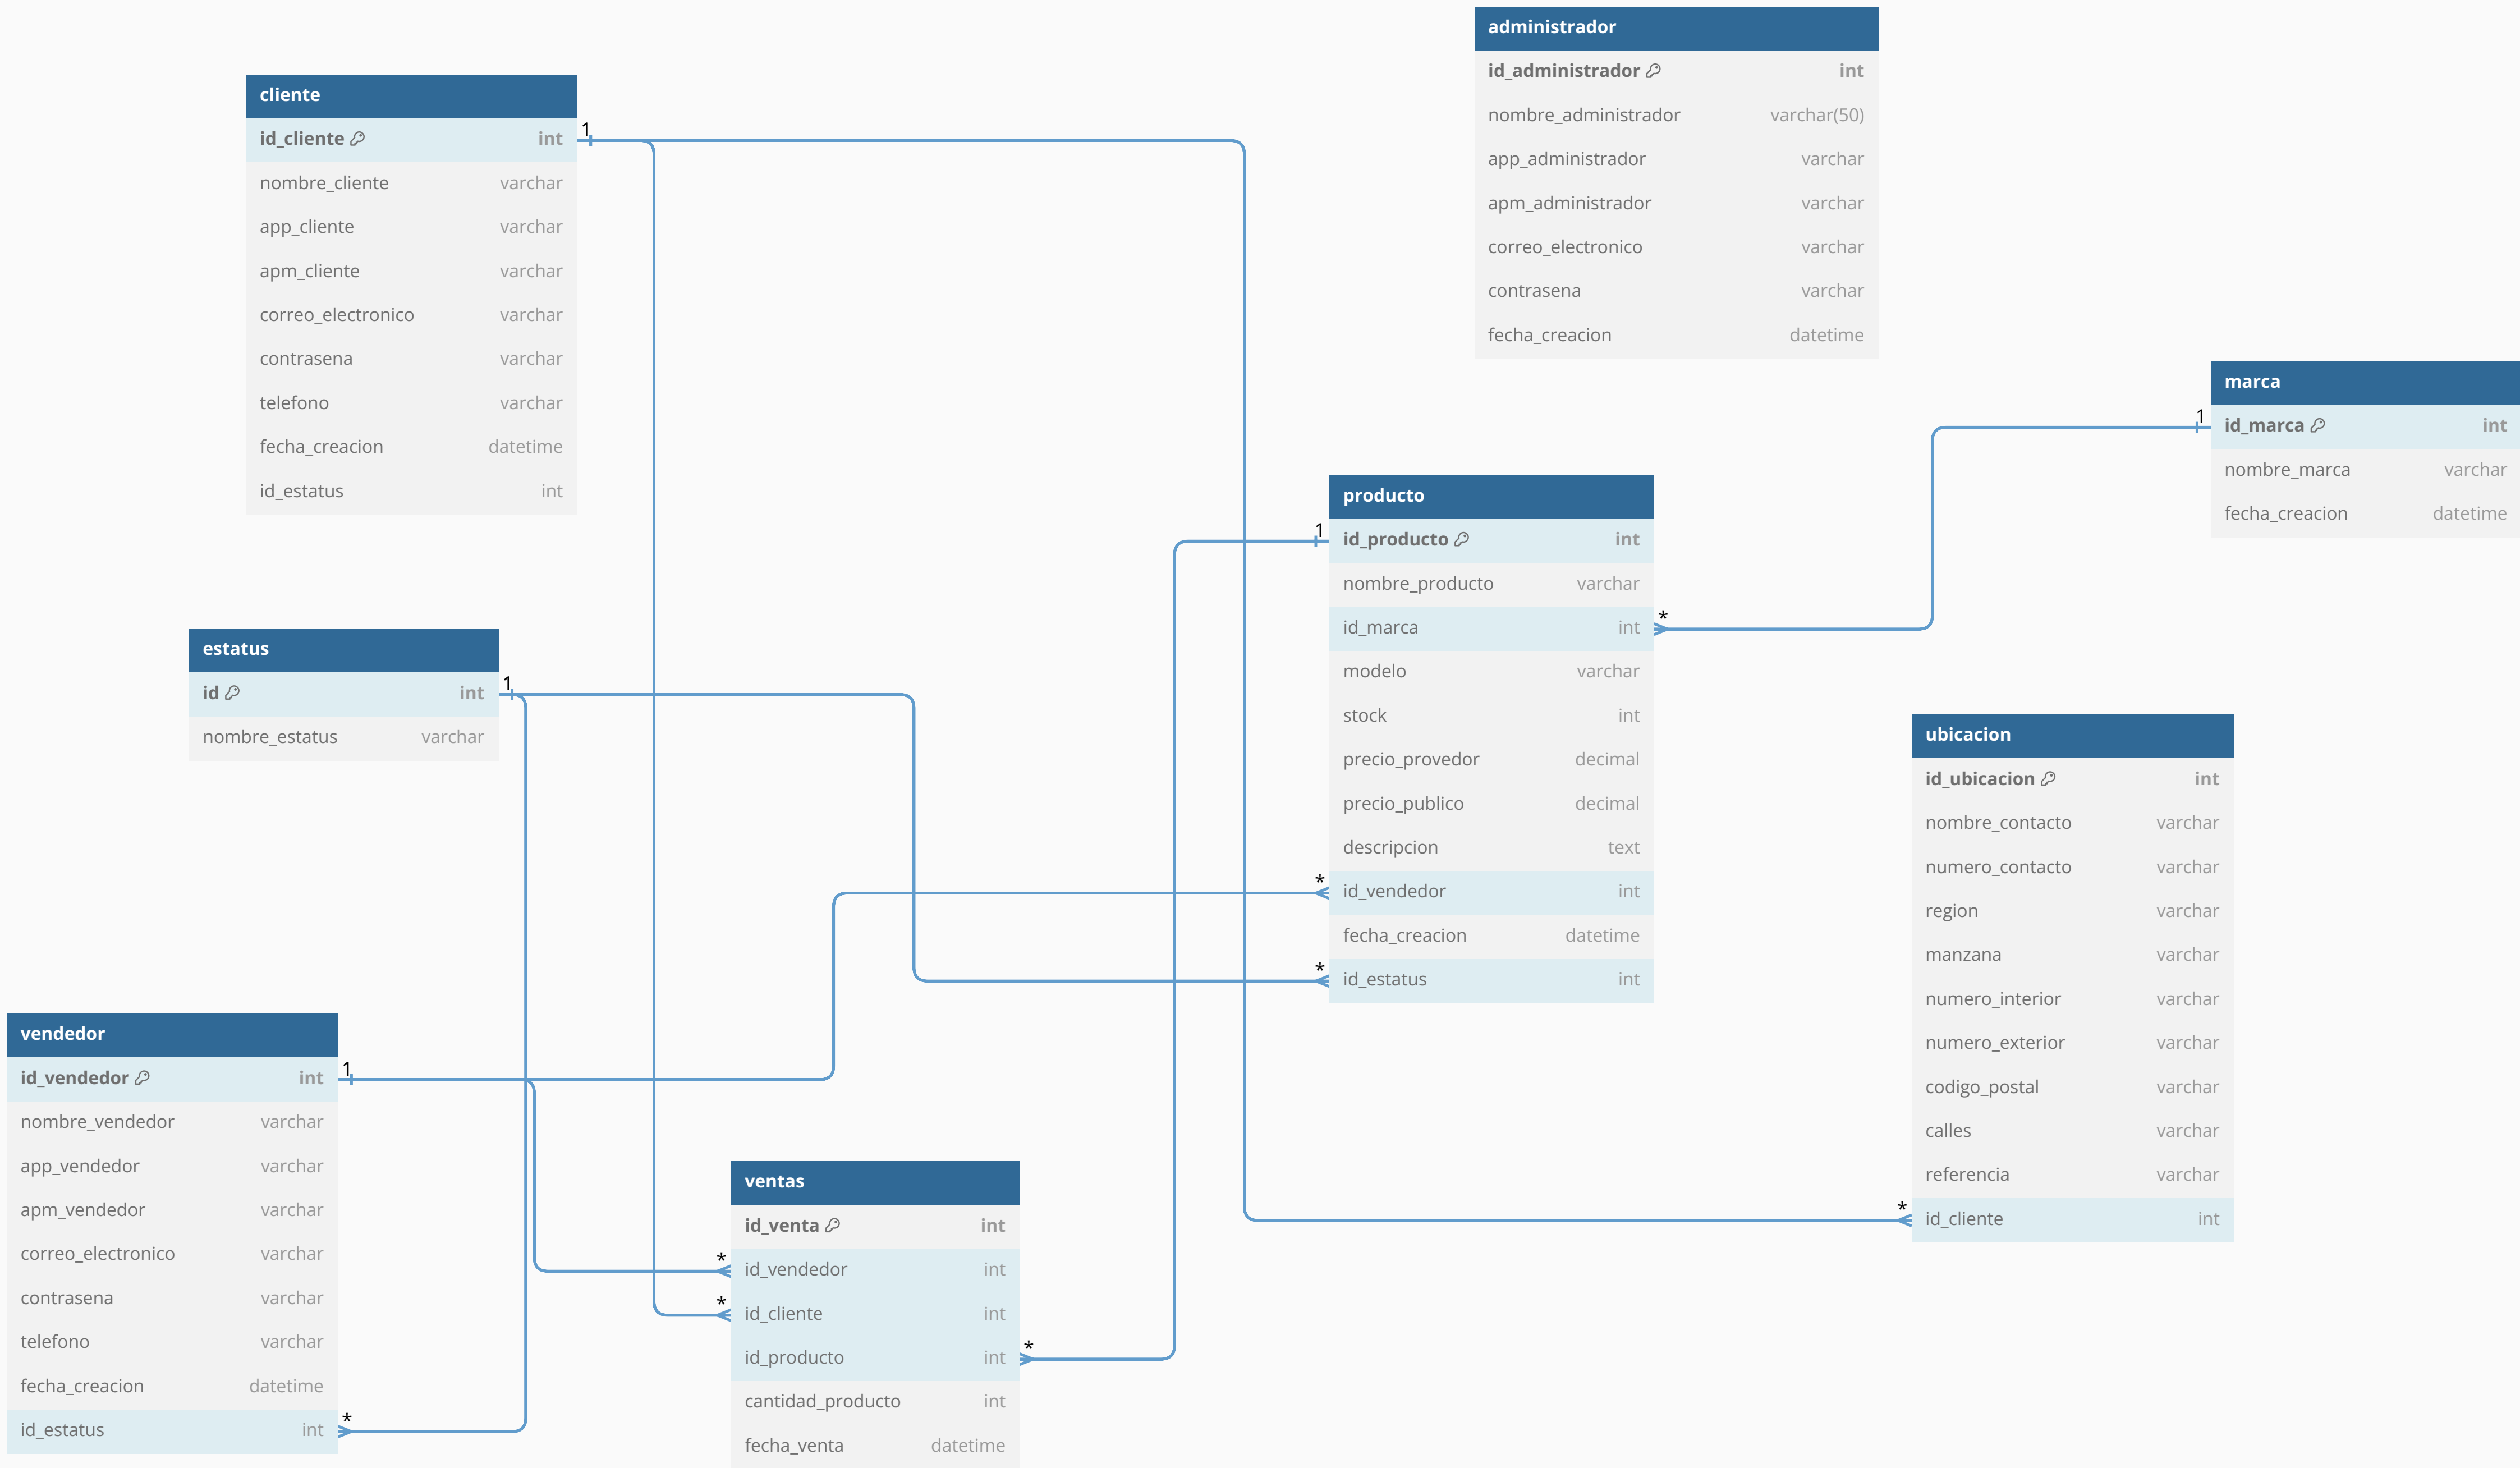 administrador
id_administrador int
nombre_administrador varchar(50)
app_administrador varchar
apm_administrador varchar
correo_electronico varchar
contrasena varchar
fecha_creacion datetime
cliente
id_cliente int
nombre_cliente varchar
app_cliente varchar
apm_cliente varchar
correo_electronico varchar
contrasena varchar
telefono varchar
fecha_creacion datetime
id_estatus int
1
marca
id_marca int
nombre_marca varchar
fecha_creacion datetime
1
producto
id_producto int
nombre_producto varchar
id_marca int
modelo varchar
stock int
precio_provedor decimal
precio_publico decimal
descripcion text
id_vendedor int
fecha_creacion datetime
id_estatus int
1
*
*
*
estatus
id int
nombre_estatus varchar
1
ubicacion
id_ubicacion int
nombre_contacto varchar
numero_contacto varchar
region varchar
manzana varchar
numero_interior varchar
numero_exterior varchar
codigo_postal varchar
calles varchar
referencia varchar
id_cliente int
*
vendedor
id_vendedor int
nombre_vendedor varchar
app_vendedor varchar
apm_vendedor varchar
correo_electronico varchar
contrasena varchar
telefono varchar
fecha_creacion datetime
id_estatus int
1
*
ventas
id_venta int
id_vendedor int
id_cliente int
id_producto int
cantidad_producto int
fecha_venta datetime
*
*
*